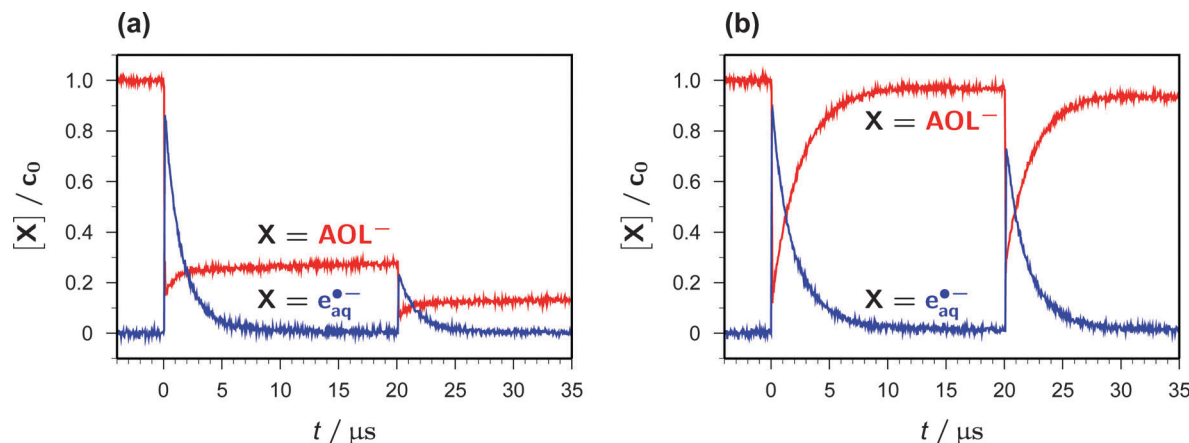 (a)
[X] / c₀
1.0
0.8
0.6
0.4
0.2
0
X = AOL⁻
X = e•⁻aq
0 5 10 15 20 25 30 35
t / μs
(b)
[X] / c₀
1.0
0.8
0.6
0.4
0.2
0
X = AOL⁻
X = e•⁻aq
0 5 10 15 20 25 30 35
t / μs